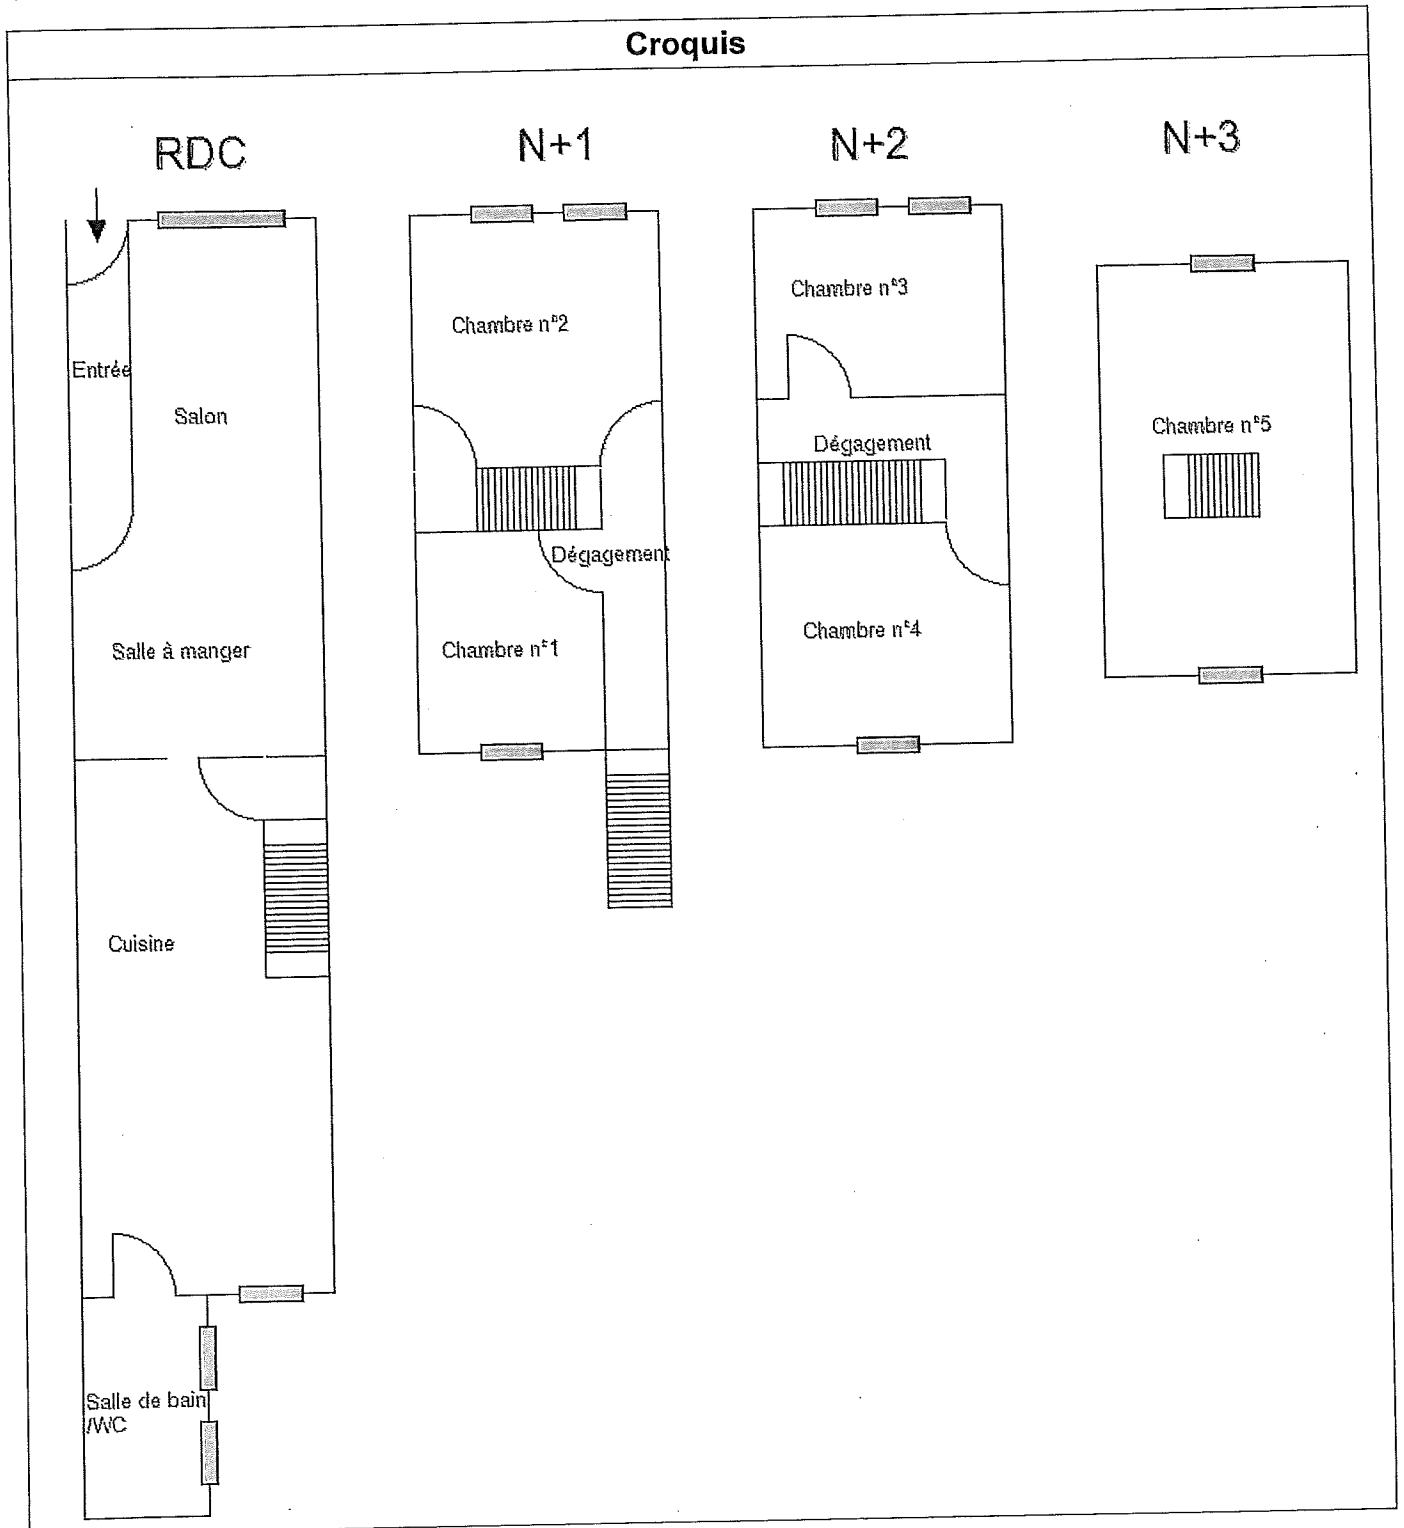 Croquis
RDC
N+1
N+2
N+3
Entrée
Salon
Salle à manger
Cuisine
Salle de bain
/WC
Chambre n°2
Dégagement
Chambre n°1
Chambre n°3
Dégagement
Chambre n°4
Chambre n°5